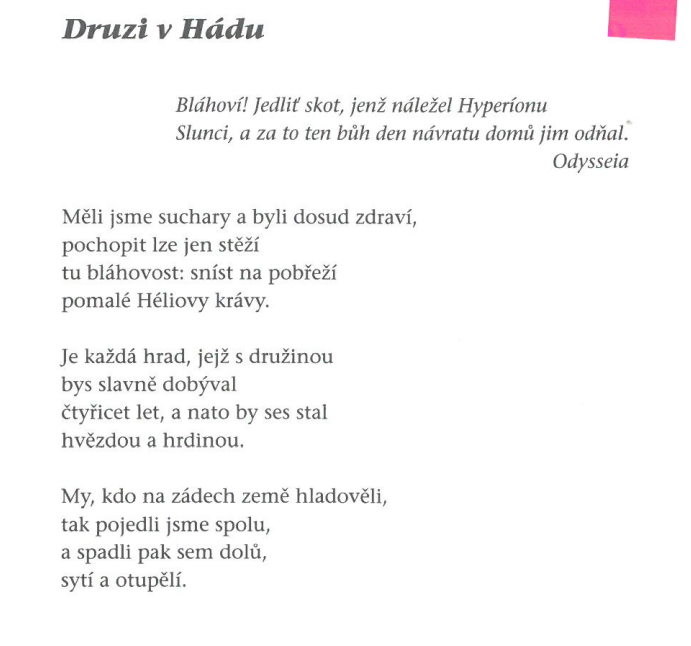 Druzi v Hádu
Bláhoví! Jedliť skot, jenž náležel Hyperíonu
Slunci, a za to ten bůh den návratu domů jim odňal.
Odysseia
Měli jsme suchary a byli dosud zdraví,
pochopit lze jen stěží
tu bláhovost: sníst na pobřeží
pomalé Héliovy krávy.
Je každá hrad, jejž s družinou
bys slavně dobýval
čtyřicet let, a nato by ses stal
hvězdou a hrdinou.
My, kdo na zádech země hladověli,
tak pojedli jsme spolu,
a spadli pak sem dolů,
sytí a otupělí.